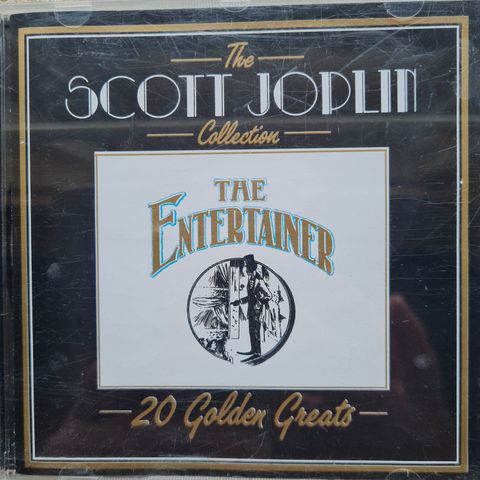 The
SCOTT JOPLIN
Collection
THE
ENTERTAINER
20 Golden Greats